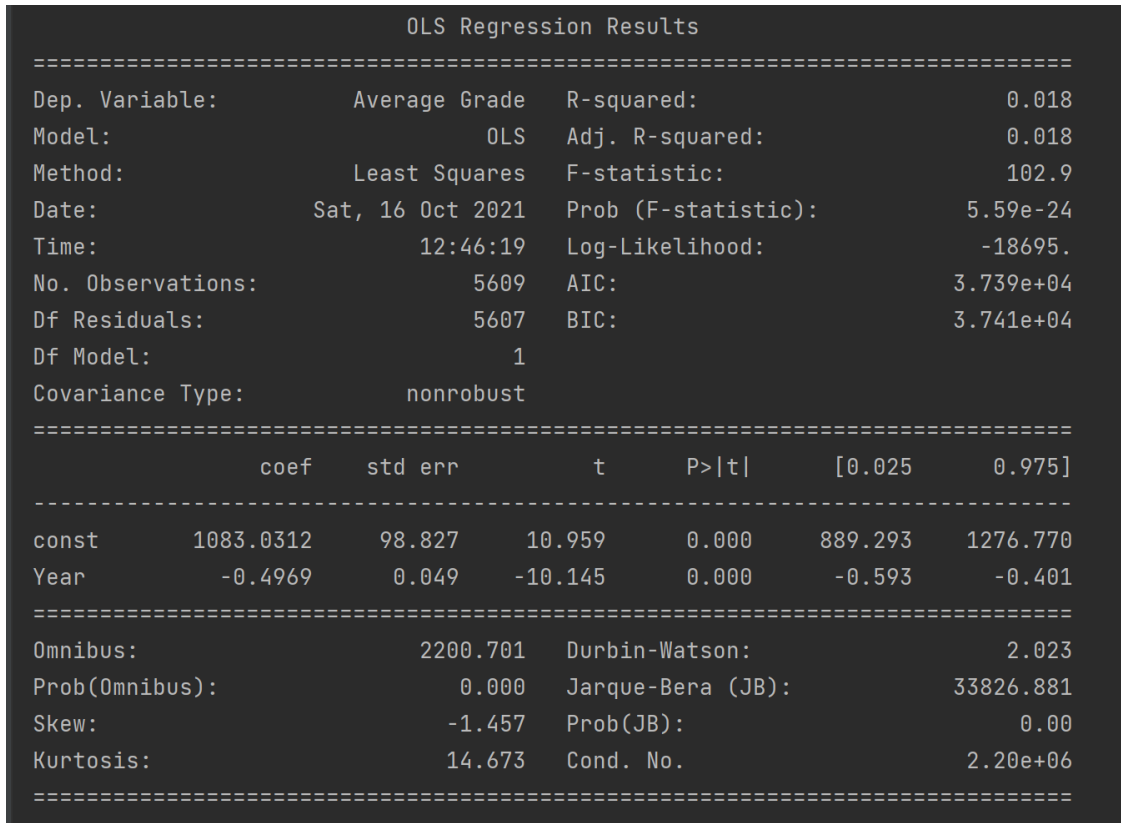 OLS Regression Results
==============================================================================
Dep. Variable: Average Grade R-squared: 0.018
Model: OLS Adj. R-squared: 0.018
Method: Least Squares F-statistic: 102.9
Date: Sat, 16 Oct 2021 Prob (F-statistic): 5.59e-24
Time: 12:46:19 Log-Likelihood: -18695.
No. Observations: 5609 AIC: 3.739e+04
Df Residuals: 5607 BIC: 3.741e+04
Df Model: 1
Covariance Type: nonrobust
==============================================================================
coef std err t P>|t| [0.025 0.975]
------------------------------------------------------------------------------
const 1083.0312 98.827 10.959 0.000 889.293 1276.770
Year -0.4969 0.049 -10.145 0.000 -0.593 -0.401
==============================================================================
Omnibus: 2200.701 Durbin-Watson: 2.023
Prob(Omnibus): 0.000 Jarque-Bera (JB): 33826.881
Skew: -1.457 Prob(JB): 0.00
Kurtosis: 14.673 Cond. No. 2.20e+06
==============================================================================